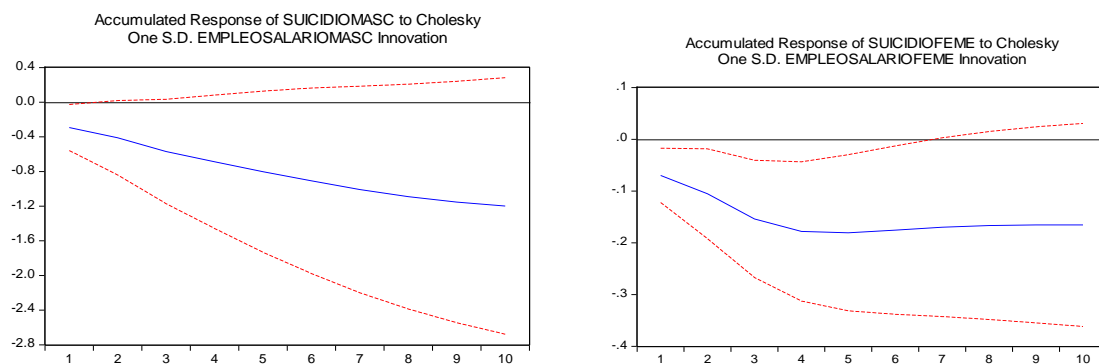 Accumulated Response of SUICIDIOMASC to Cholesky
One S.D. EMPLEOSALARIOMASC Innovation
0.4
0.0
-0.4
-0.8
-1.2
-1.6
-2.0
-2.4
-2.8
1 2 3 4 5 6 7 8 9 10
Accumulated Response of SUICIDIOFEME to Cholesky
One S.D. EMPLEOSALARIOFEME Innovation
.1
.0
-.1
-.2
-.3
-.4
1 2 3 4 5 6 7 8 9 10